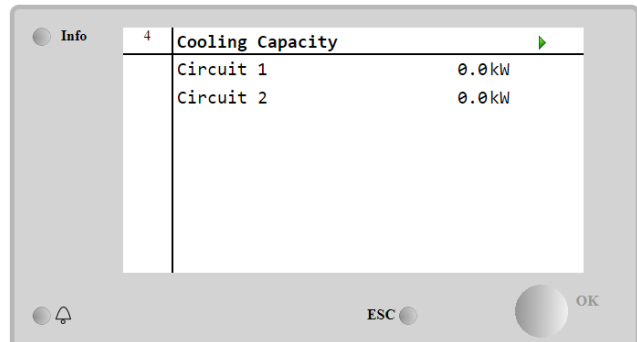 Info
4 Cooling Capacity
Circuit 1 0.0kW
Circuit 2 0.0kW
ESC
OK